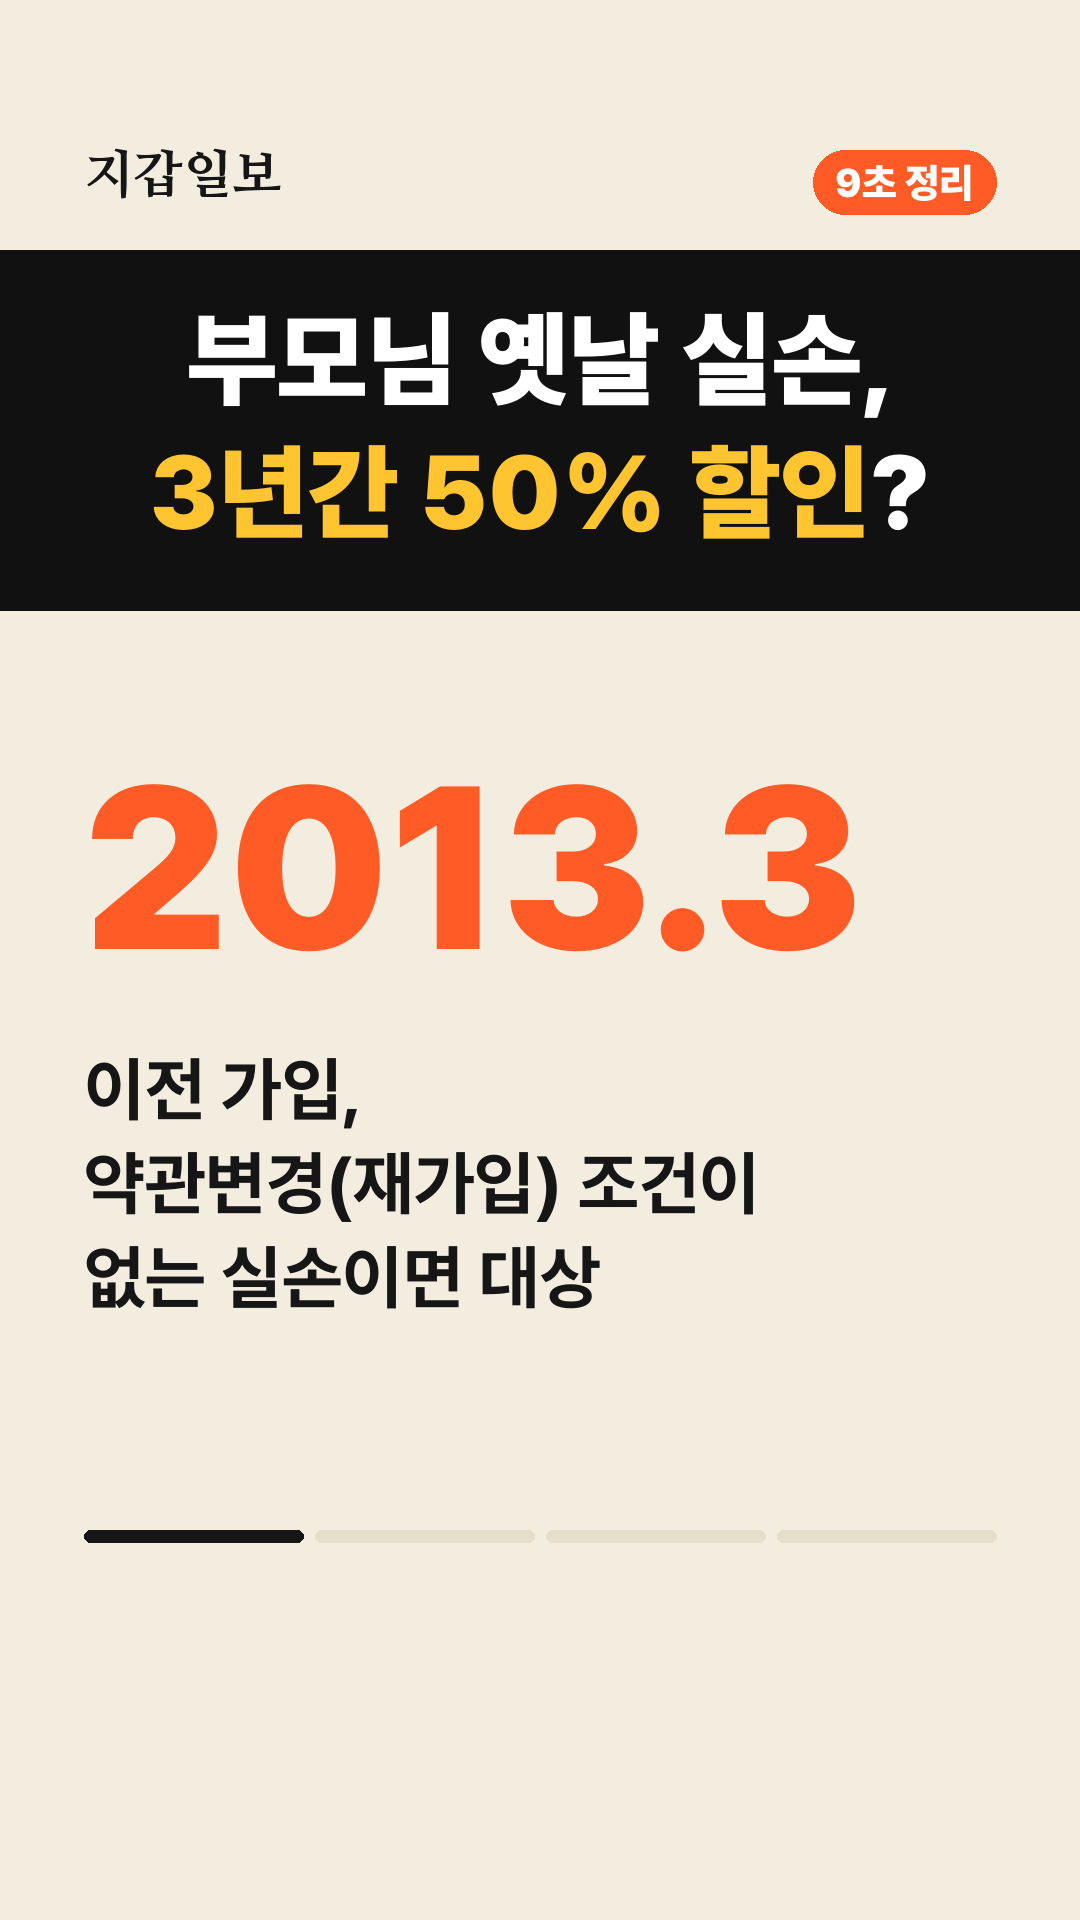 지갑일보
9초 정리
부모님 옛날 실손,
3년간 50% 할인?
2013.3
이전 가입,
약관변경(재가입) 조건이
없는 실손이면 대상